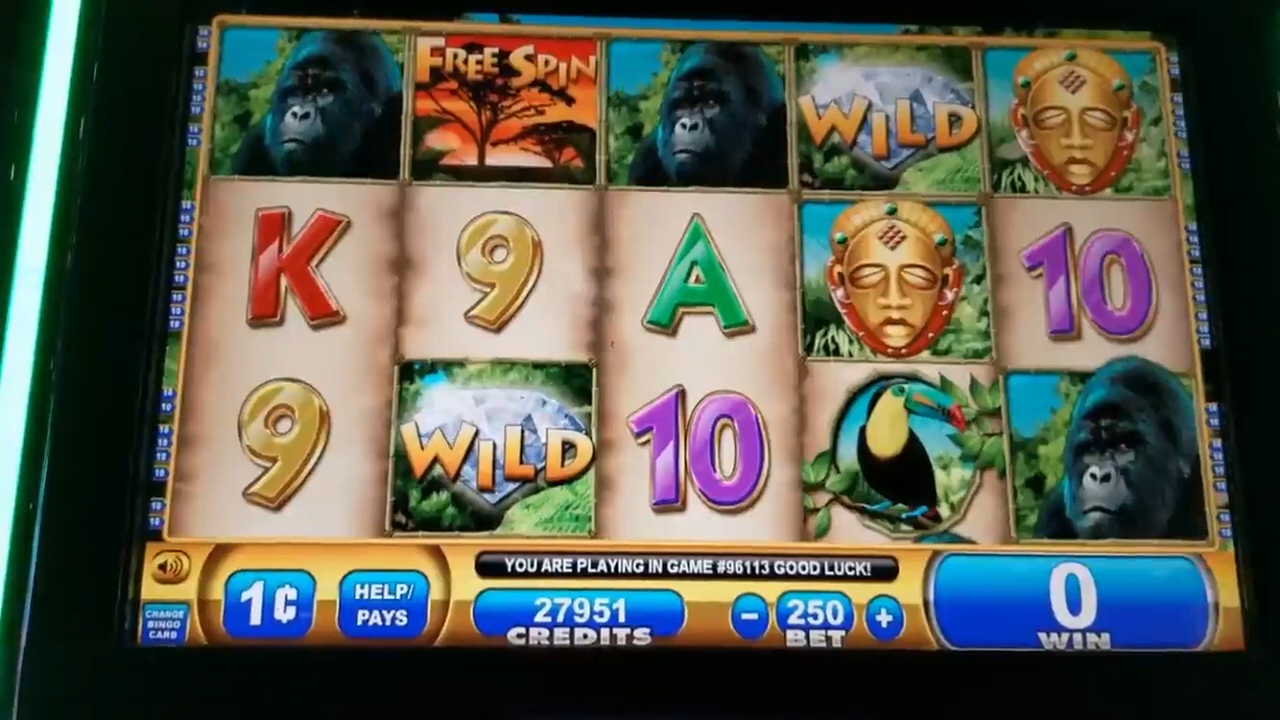 FREE SPIN
WILD
K
9
A
10
9
WILD
10
YOU ARE PLAYING IN GAME #96113 GOOD LUCK!
CHANGE
BINGO
CARD
1¢
HELP/
PAYS
27951
CREDITS
-
250
+
BET
0
WIN